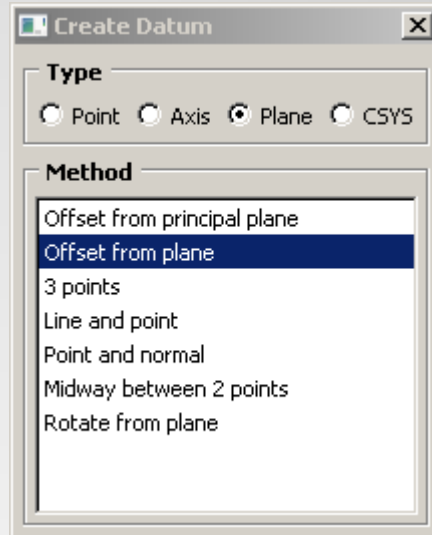 Create Datum
Type
Point Axis Plane CSYS
Method
Offset from principal plane
Offset from plane
3 points
Line and point
Point and normal
Midway between 2 points
Rotate from plane